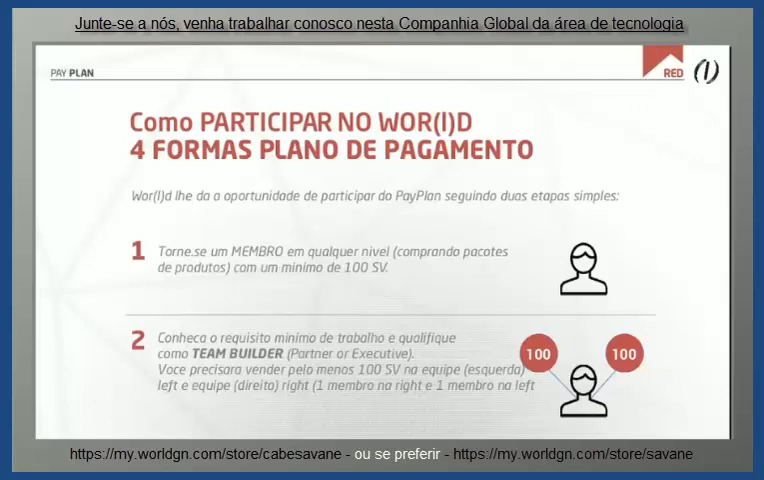 Junte-se a nós, venha trabalhar conosco nesta Companhia Global da área de tecnologia
PAY PLAN
RED
Como PARTICIPAR NO WOR(I)D
4 FORMAS PLANO DE PAGAMENTO
Wor(l)d lhe da a oportunidade de participar do PayPlan seguindo duas etapas simples:
1
Torne.se um MEMBRO em qualquer nivel (comprando pacotes
de produtos) com um minimo de 100 SV.
2
Conheca o requisito minimo de trabalho e qualifique
como TEAM BUILDER (Partner or Executive).
Voce precisara vender pelo menos 100 SV na equipe (esquerda)
left e equipe (direito) right (1 membro na right e 1 membro na left
100
100
https://my.worldgn.com/store/cabesavane - ou se preferir - https://my.worldgn.com/store/savane